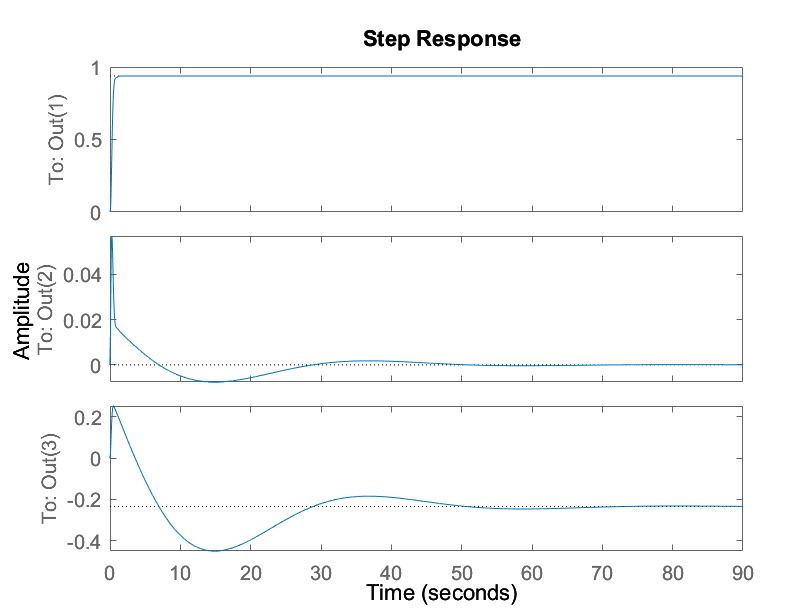 Step Response
To: Out(1)
1
0.5
0
Amplitude
To: Out(2)
0.04
0.02
0
To: Out(3)
0.2
0
-0.2
-0.4
0 10 20 30 40 50 60 70 80 90
Time (seconds)